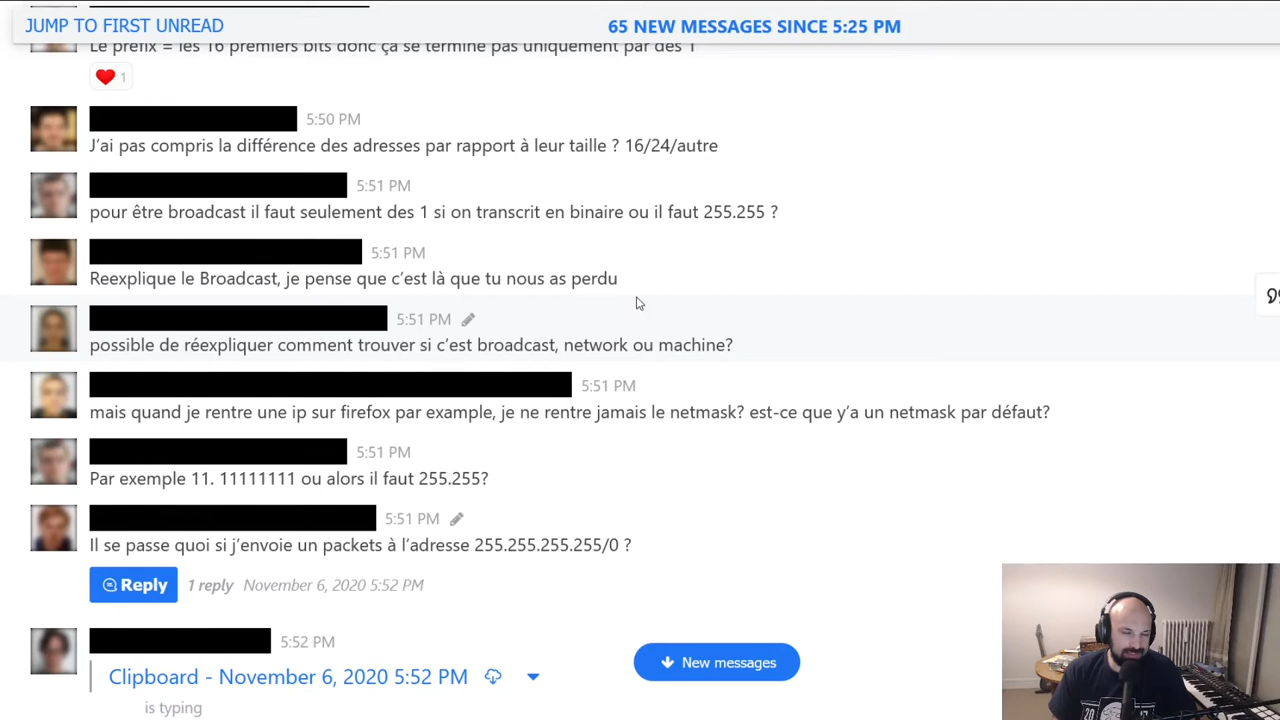 JUMP TO FIRST UNREAD
65 NEW MESSAGES SINCE 5:25 PM
Le prefix = les 16 premiers bits donc ça se termine pas uniquement par des 1
1
5:50 PM
J'ai pas compris la différence des adresses par rapport à leur taille ? 16/24/autre
5:51 PM
pour être broadcast il faut seulement des 1 si on transcrit en binaire ou il faut 255.255 ?
5:51 PM
Reexplique le Broadcast, je pense que c'est là que tu nous as perdu
5:51 PM
possible de réexpliquer comment trouver si c'est broadcast, network ou machine?
5:51 PM
mais quand je rentre une ip sur firefox par example, je ne rentre jamais le netmask? est-ce que y'a un netmask par défaut?
5:51 PM
Par exemple 11. 11111111 ou alors il faut 255.255?
5:51 PM
Il se passe quoi si j'envoie un packets à l'adresse 255.255.255.255/0 ?
Reply 1 reply November 6, 2020 5:52 PM
5:52 PM
Clipboard - November 6, 2020 5:52 PM
New messages
is typing